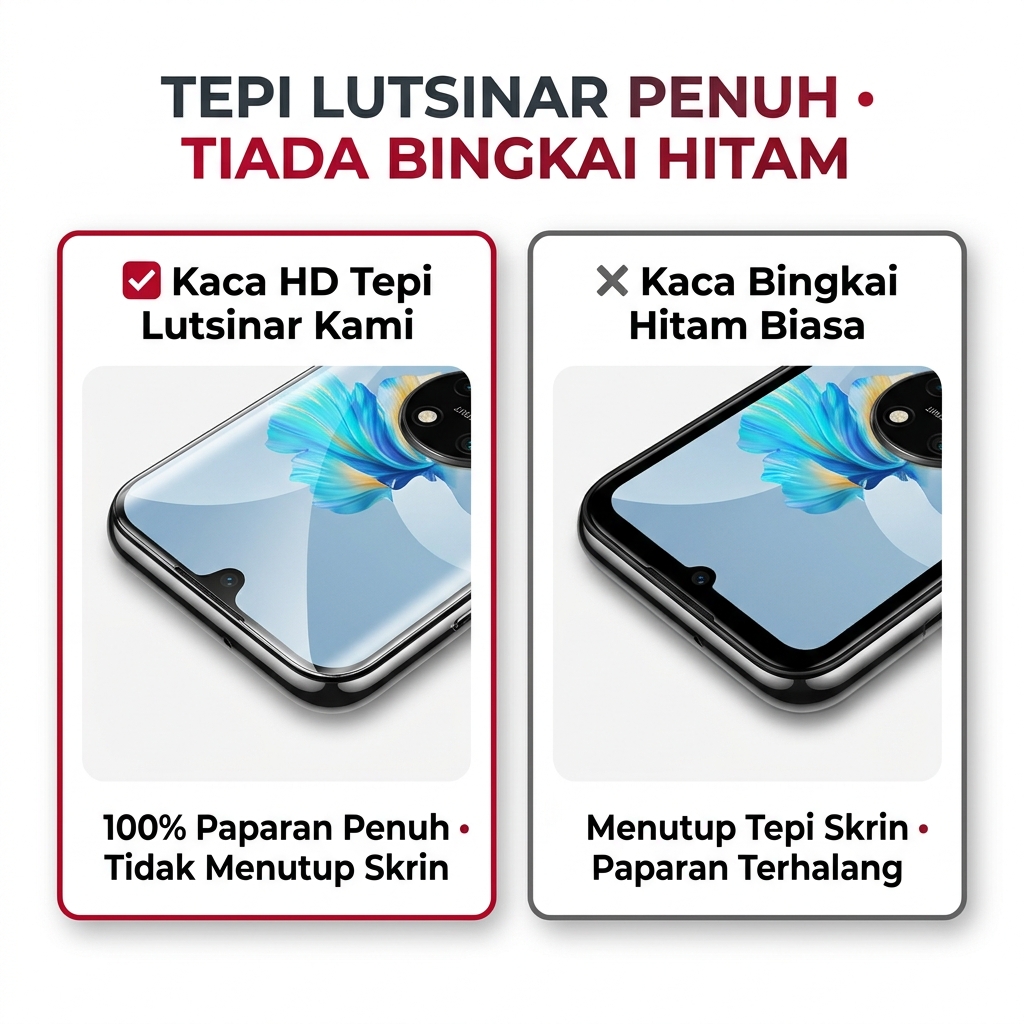 TEPI LUTSINAR PENUH •
TIADA BINGKAI HITAM
Kaca HD Tepi
Lutsinar Kami
100% Paparan Penuh •
Tidak Menutup Skrin
Kaca Bingkai
Hitam Biasa
Menutup Tepi Skrin •
Paparan Terhalang